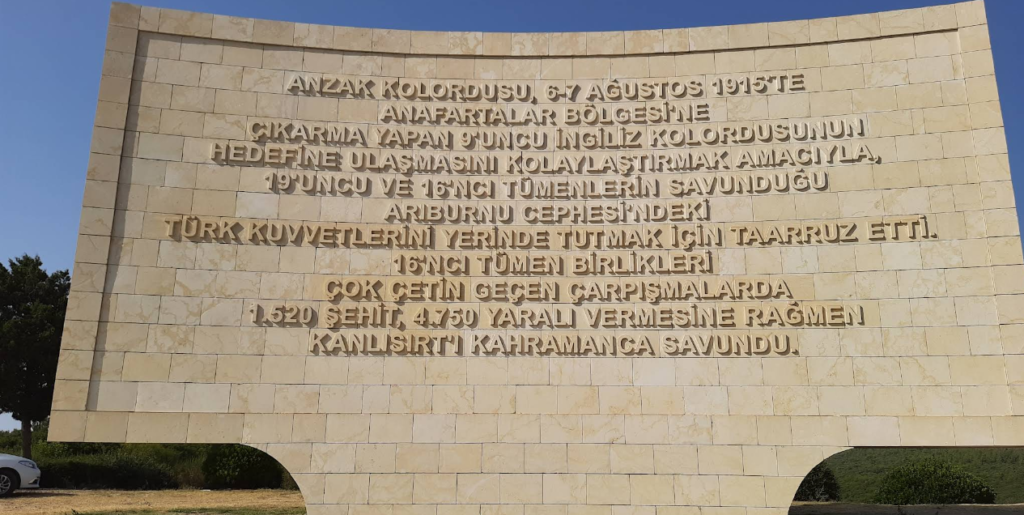 ANZAK KOLORDUSU, 6-7 AĞUSTOS 1915'TE
ANAFARTALAR BÖLGESİ'NE
ÇIKARMA YAPAN 9'UNCU İNGİLİZ KOLORDUSUNUN
HEDEFİNE ULAŞMASINI KOLAYLAŞTIRMAK AMACIYLA,
19'UNCU VE 16'NCI TÜMENLERİN SAVUNDUĞU
ARIBURNU CEPHESİ'NDEKİ
TÜRK KUVVETLERİNİ YERİNDE TUTMAK İÇİN TAARRUZ ETTİ.
16'NCI TÜMEN BİRLİKLERİ
ÇOK ÇETİN GEÇEN ÇARPIŞMALARDA
1.520 ŞEHİT, 4.750 YARALI VERMESİNE RAĞMEN
KANLISIRT'I KAHRAMANCA SAVUNDU.